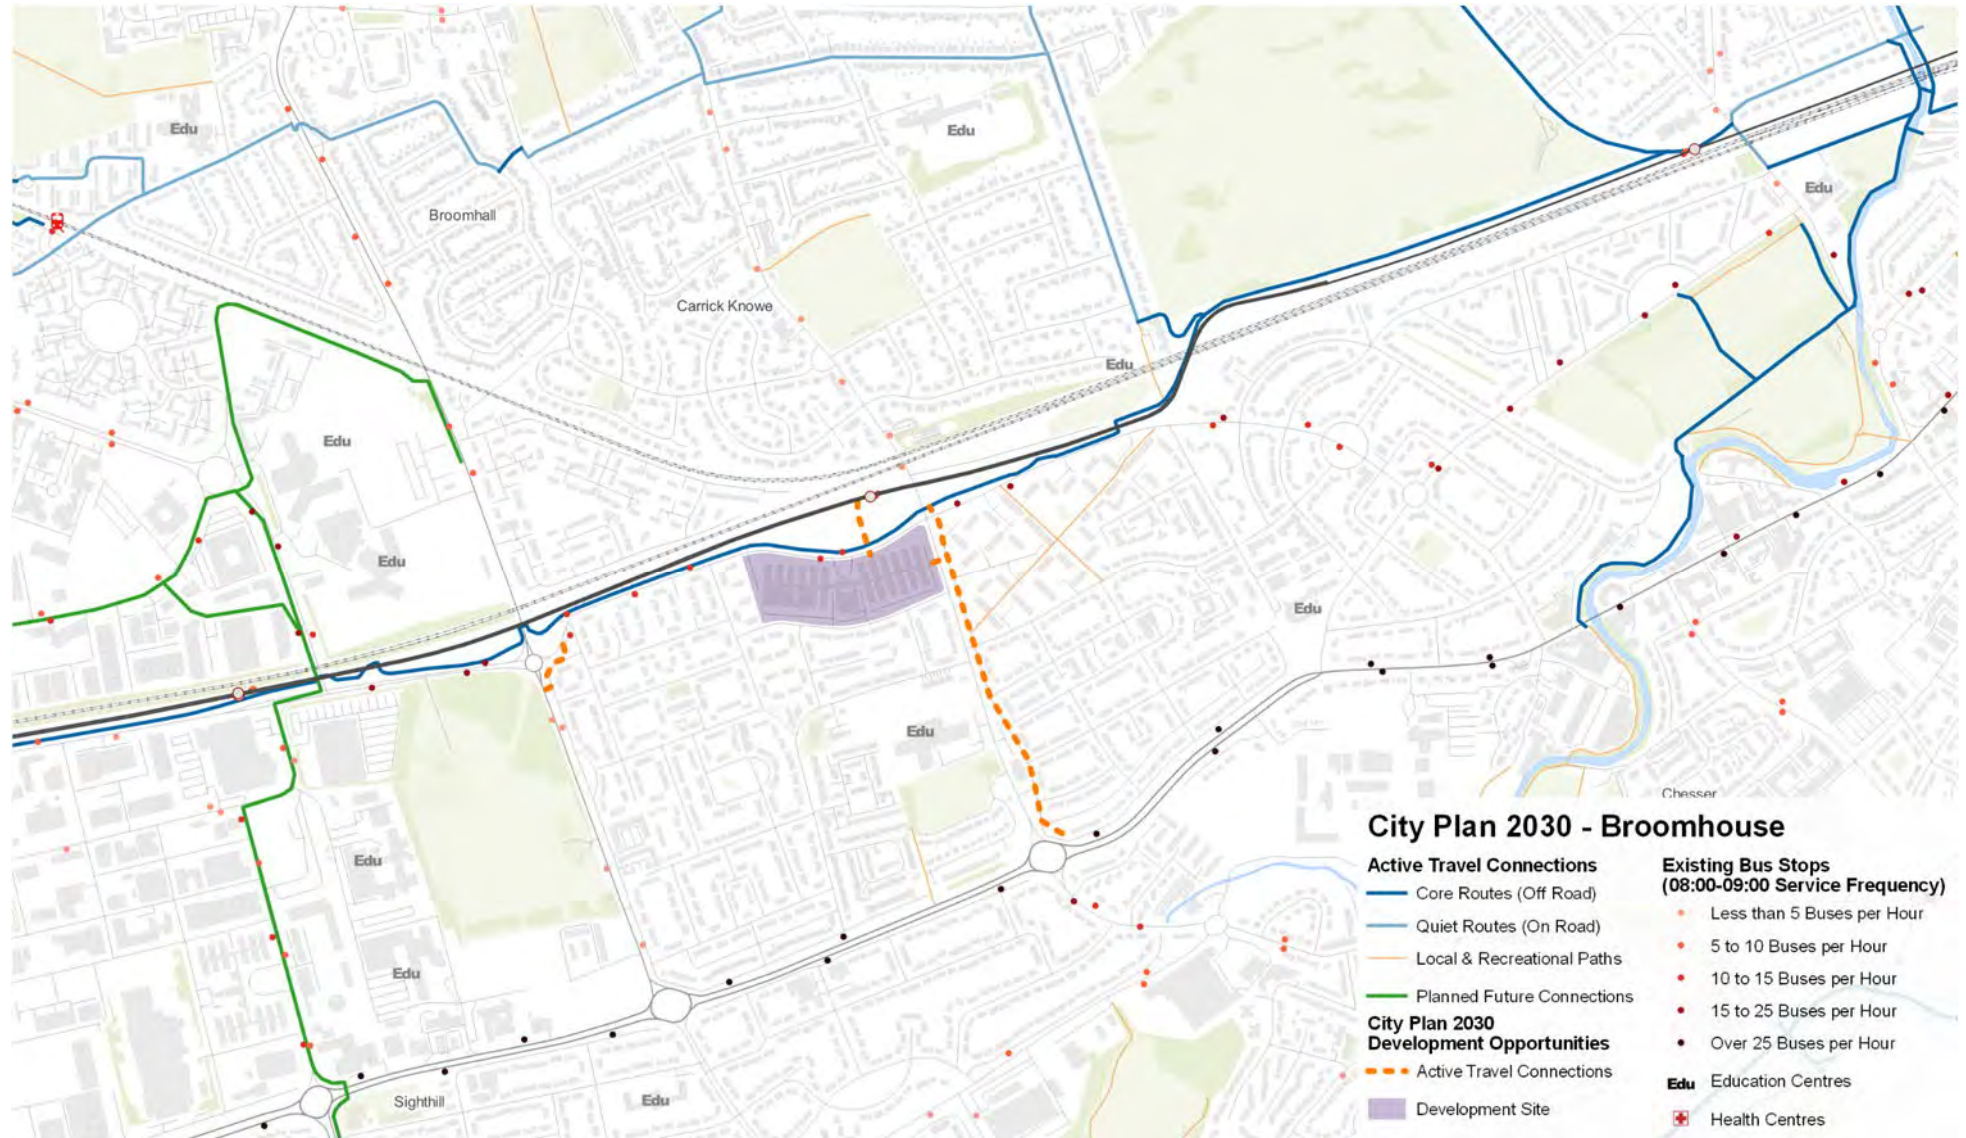 Edu
Edu
Edu
Broomhall
Carrick Knowe
Edu
Edu
Edu
Edu
Edu
Chesser
Edu
Edu
Sighthill
Edu
City Plan 2030 - Broomhouse
Active Travel Connections
Core Routes (Off Road)
Quiet Routes (On Road)
Local & Recreational Paths
Planned Future Connections
City Plan 2030
Development Opportunities
Active Travel Connections
Development Site
Existing Bus Stops
(08:00-09:00 Service Frequency)
Less than 5 Buses per Hour
5 to 10 Buses per Hour
10 to 15 Buses per Hour
15 to 25 Buses per Hour
Over 25 Buses per Hour
Edu Education Centres
Health Centres